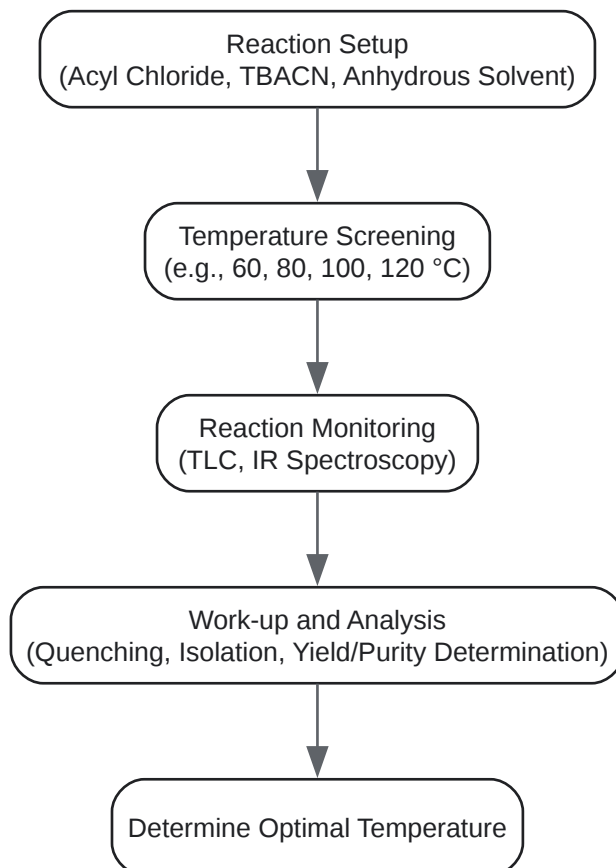 Reaction Setup
(Acyl Chloride, TBACN, Anhydrous Solvent)
Temperature Screening
(e.g., 60, 80, 100, 120 °C)
Reaction Monitoring
(TLC, IR Spectroscopy)
Work-up and Analysis
(Quenching, Isolation, Yield/Purity Determination)
Determine Optimal Temperature